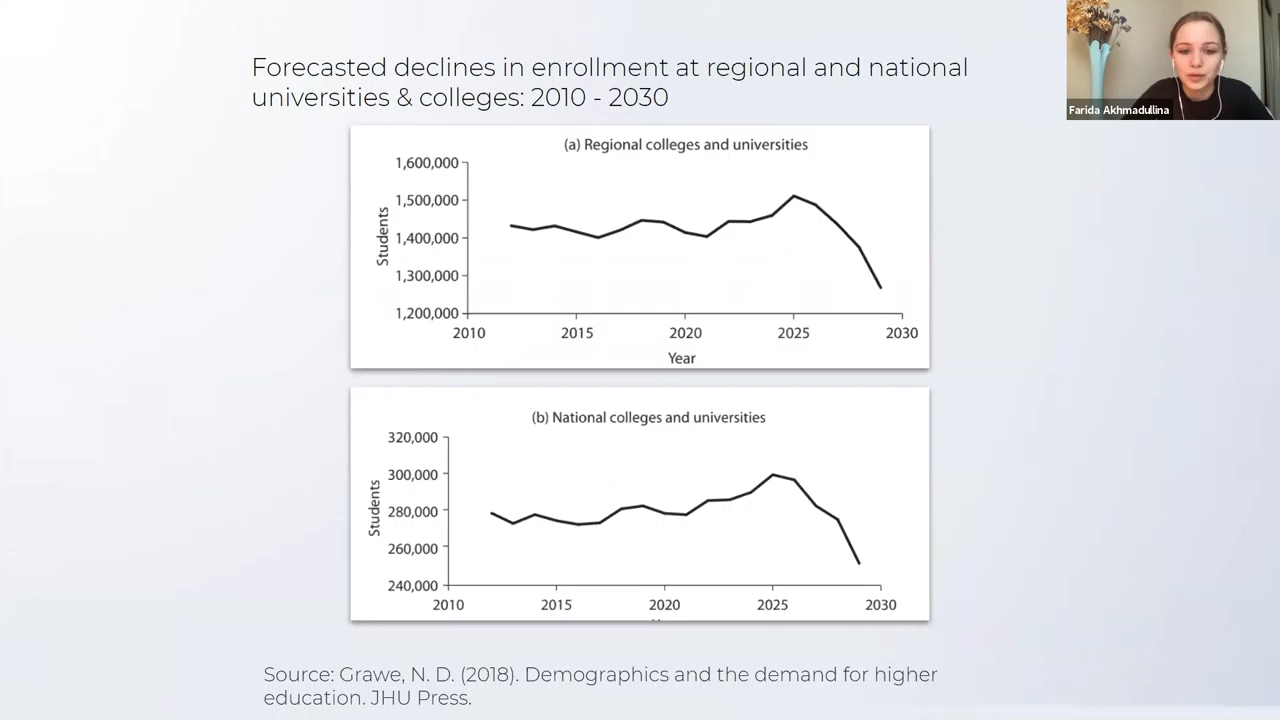 Forecasted declines in enrollment at regional and national
universities & colleges: 2010 - 2030
Farida Akhmadullina
(a) Regional colleges and universities
1,600,000
1,500,000
1,400,000
1,300,000
1,200,000
Students
2010 2015 2020 2025 2030
Year
(b) National colleges and universities
320,000
300,000
280,000
260,000
240,000
Students
2010 2015 2020 2025 2030
Source: Grawe, N. D. (2018). Demographics and the demand for higher
education. JHU Press.